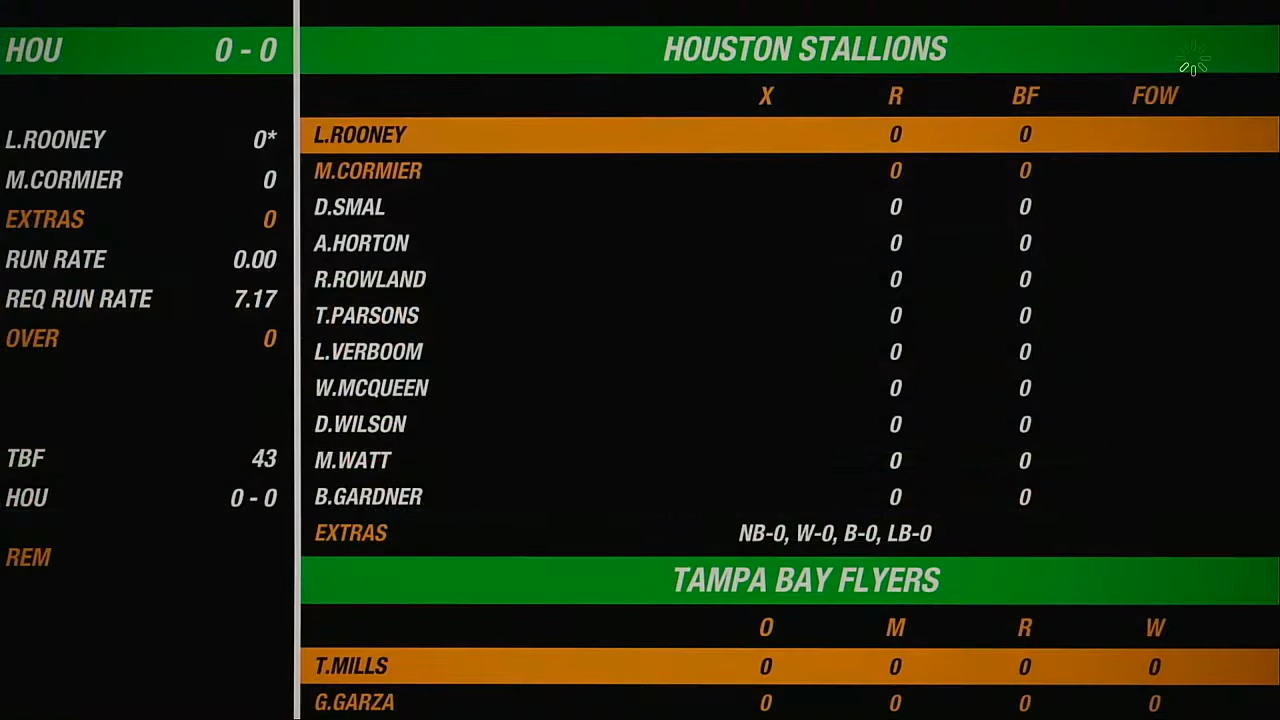 HOU 0 - 0
L.ROONEY 0*
M.CORMIER 0
EXTRAS 0
RUN RATE 0.00
REQ RUN RATE 7.17
OVER 0
TBF 43
HOU 0 - 0
REM
HOUSTON STALLIONS
X R BF FOW
L.ROONEY 0 0
M.CORMIER 0 0
D.SMAL 0 0
A.HORTON 0 0
R.ROWLAND 0 0
T.PARSONS 0 0
L.VERBOOM 0 0
W.MCQUEEN 0 0
D.WILSON 0 0
M.WATT 0 0
B.GARDNER 0 0
EXTRAS NB-0, W-0, B-0, LB-0
TAMPA BAY FLYERS
O M R W
T.MILLS 0 0 0 0
G.GARZA 0 0 0 0